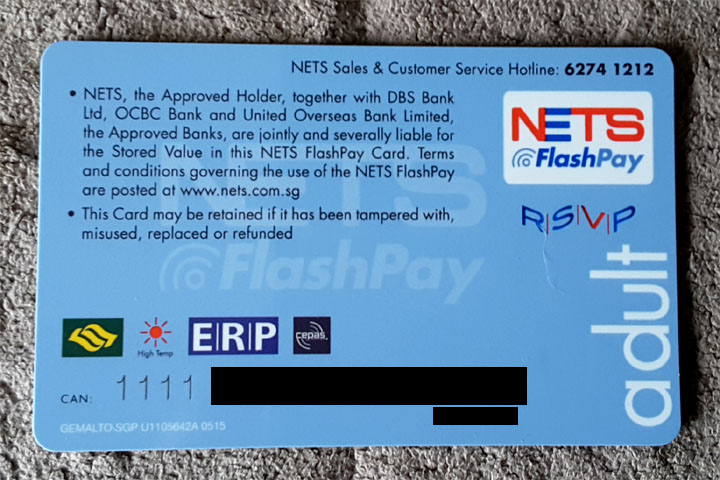 NETS Sales & Customer Service Hotline: 6274 1212
• NETS, the Approved Holder, together with DBS Bank
Ltd, OCBC Bank and United Overseas Bank Limited,
the Approved Banks, are jointly and severally liable for
the Stored Value in this NETS FlashPay Card. Terms
and conditions governing the use of the NETS FlashPay
are posted at www.nets.com.sg
• This Card may be retained if it has been tampered with,
misused, replaced or refunded
NETS
FlashPay
NETS
FlashPay
R|S|V|P
adult
High Temp
ERP
cepas
CAN: 1111
GEMALTO-SGP U1105642A 0515